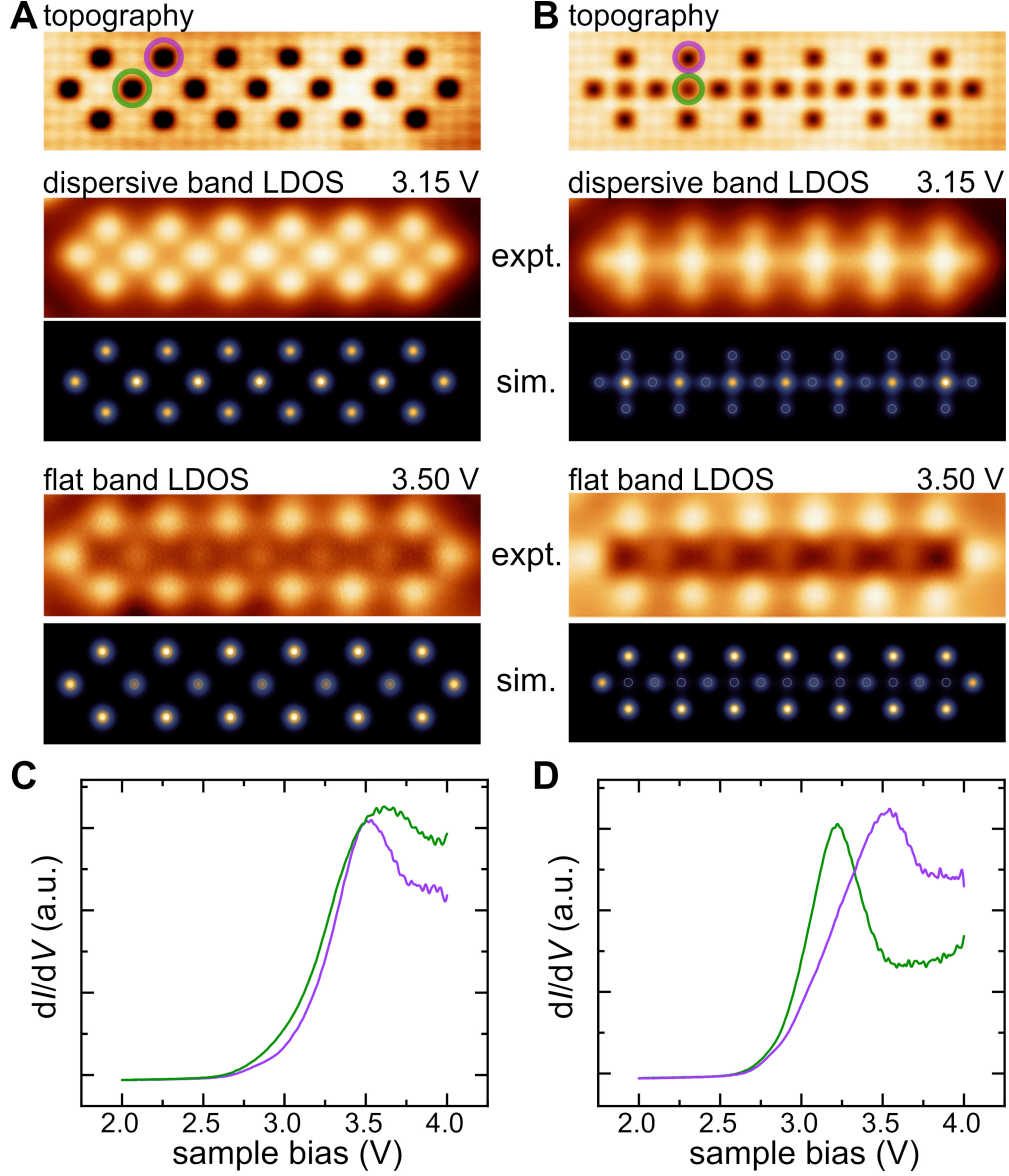 A topography
B topography
dispersive band LDOS 3.15 V
dispersive band LDOS 3.15 V
expt.
sim.
flat band LDOS 3.50 V
flat band LDOS 3.50 V
expt.
sim.
C
dI/dV (a.u.)
2.0 2.5 3.0 3.5 4.0
sample bias (V)
D
dI/dV (a.u.)
2.0 2.5 3.0 3.5 4.0
sample bias (V)